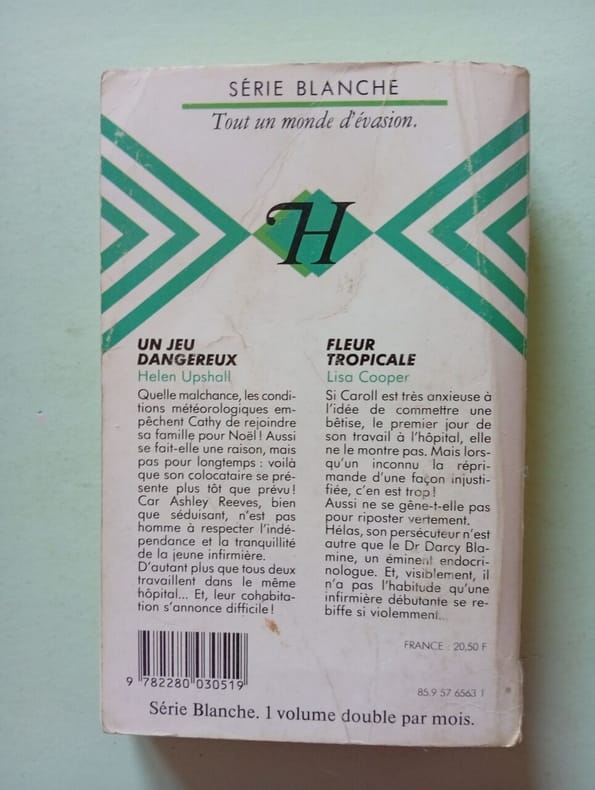 SÉRIE BLANCHE
Tout un monde d'évasion.
H
UN JEU
DANGEREUX
Helen Upshall
Quelle malchance, les condi-
tions météorologiques em-
pêchent Cathy de rejoindre
sa famille pour Noël ! Aussi
se fait-elle une raison, mais
pas pour longtemps : voilà
que son colocataire se pré-
sente plus tôt que prévu !
Car Ashley Reeves, bien
que séduisant, n'est pas
homme à respecter l'indé-
pendance et la tranquillité
de la jeune infirmière.
D'autant plus que tous deux
travaillent dans le même
hôpital... Et, leur cohabita-
tion s'annonce difficile !
FLEUR
TROPICALE
Lisa Cooper
Si Caroll est très anxieuse à
l'idée de commettre une
bêtise, le premier jour de
son travail à l'hôpital, elle
ne le montre pas. Mais lors-
qu'un inconnu la répri-
mande d'une façon injusti-
fiée, c'en est trop !
Aussi ne se gêne-t-elle pas
pour riposter vertement.
Hélas, son persécuteur n'est
autre que le Dr Darcy Bla-
mine, un éminent endocri-
nologue. Et, visiblement, il
n'a pas l'habitude qu'une
infirmière débutante se re-
biffe si violemment...
FRANCE : 20,50 F
9 782280 030519
85.9 57 6563 1
Série Blanche. 1 volume double par mois.